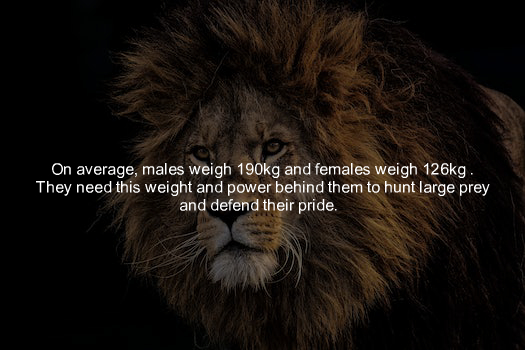 On average, males weigh 190kg and females weigh 126kg .
They need this weight and power behind them to hunt large prey
and defend their pride.